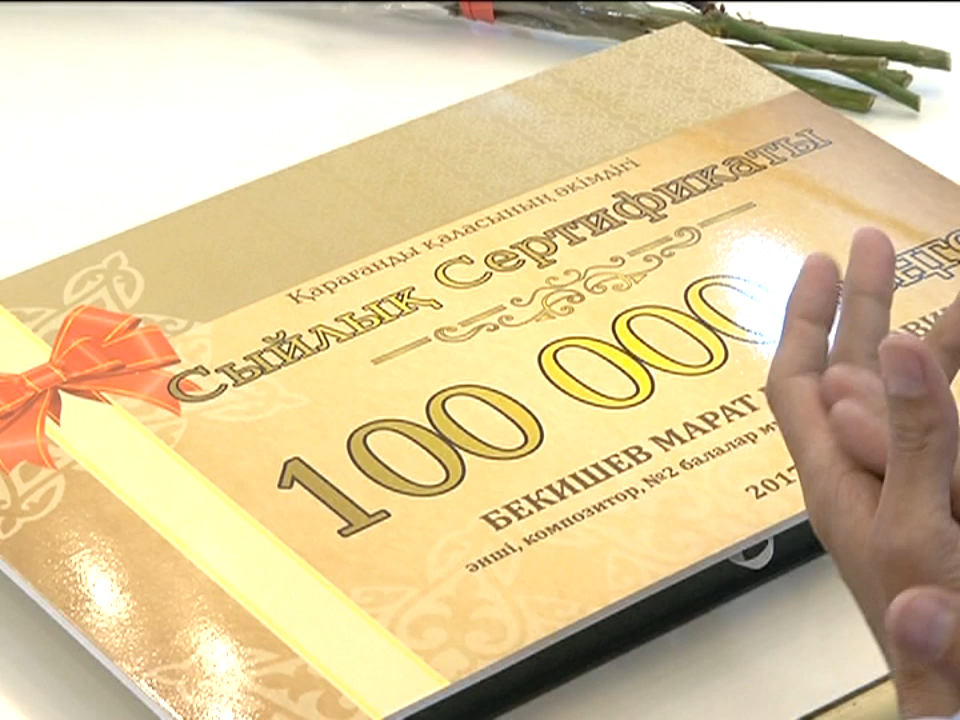 Қарағанды қаласының әкімдігі
Сыйлық Сертификаты
100 000
БЕКИШЕВ МАРАТ
әнші, композитор, №2 балалар
2017